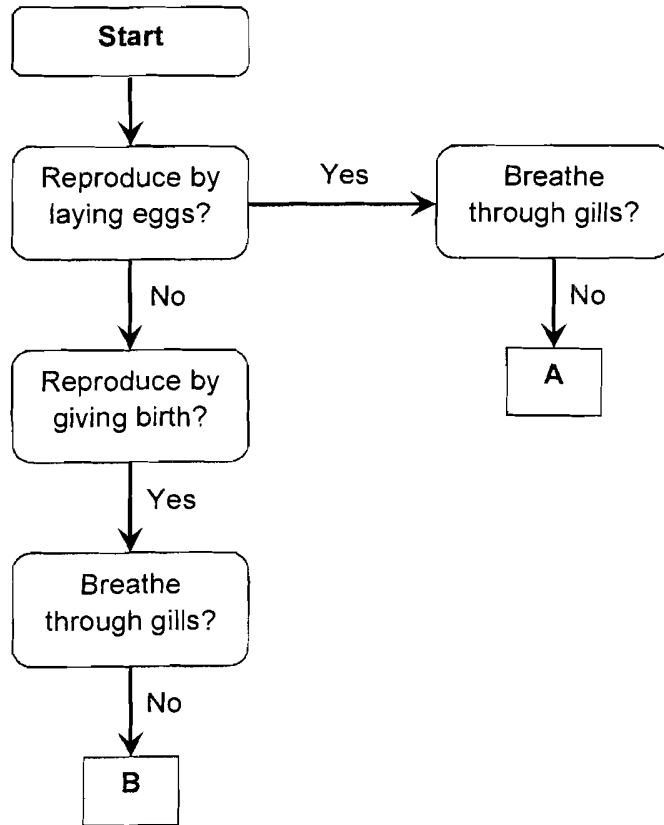 Start
Reproduce by
laying eggs?
Yes
Breathe
through gills?
No
A
No
Reproduce by
giving birth?
Yes
Breathe
through gills?
No
B